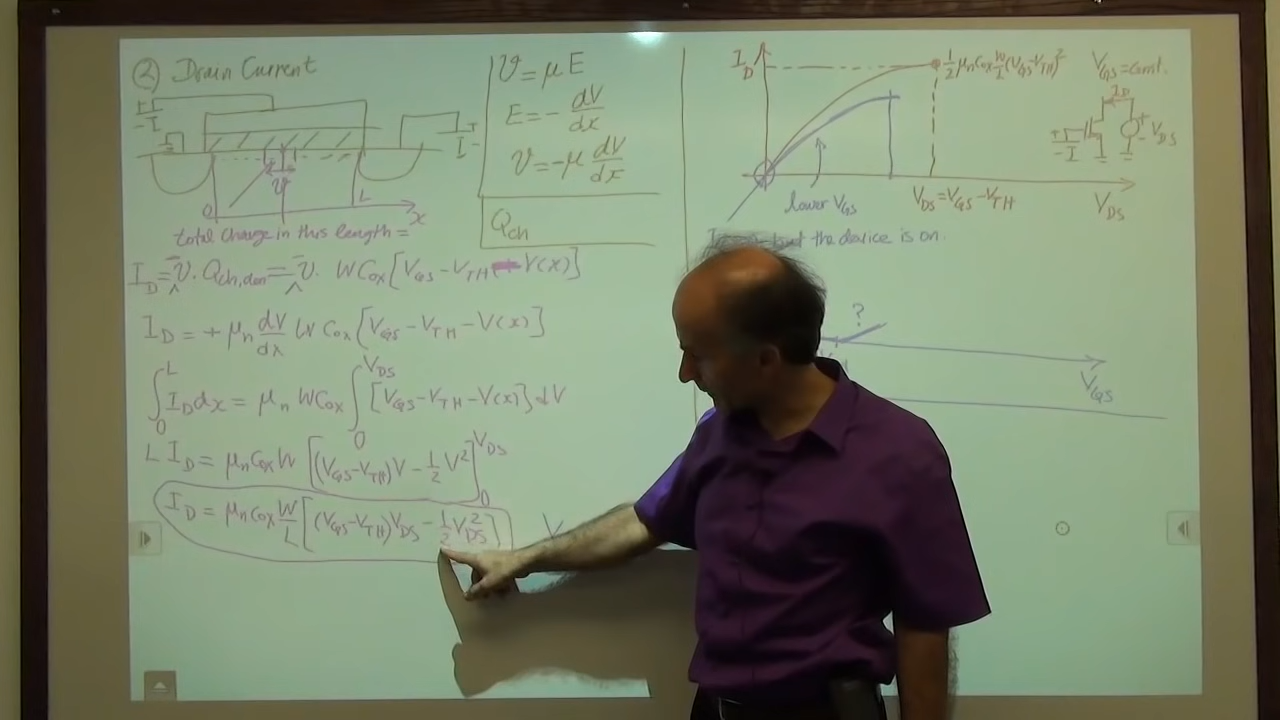 ② Drain Current
V = μ E
E = - dV/dx
V = -μ dV/dx
Q_ch
V
O L x
total charge in this length =
I_D = -V · Q_ch,den = -V · W C_ox [V_GS - V_TH - V(x)]
I_D = + μ_n dV/dx W C_ox [V_GS - V_TH - V(x)]
∫_0^L I_D dx = μ_n W C_ox ∫_0^V_DS [V_GS - V_TH - V(x)] dV
L I_D = μ_n C_ox W [(V_GS - V_TH) V - 1/2 V²]_0^V_DS
I_D = μ_n C_ox W/L [(V_GS - V_TH) V_DS - 1/2 V_DS²]
I_D
1/2 μ_n C_ox W/L (V_GS - V_TH)²
V_GS = const.
I_D
V_DS
lower V_GS
V_DS = V_GS - V_TH
V_DS
but the device is on.
?
V_GS